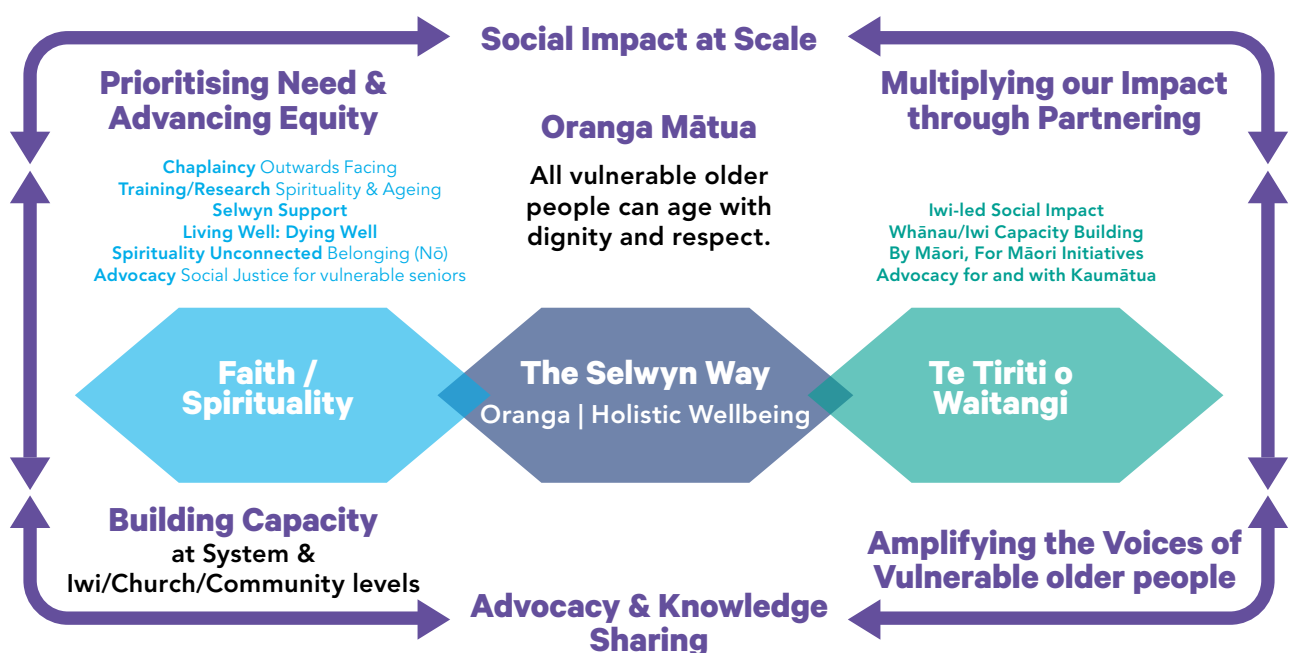 Social Impact at Scale
Prioritising Need &
Advancing Equity
Chaplaincy Outwards Facing
Training/Research Spirituality & Ageing
Selwyn Support
Living Well: Dying Well
Spirituality Unconnected Belonging (Nō)
Advocacy Social Justice for vulnerable seniors
Oranga Mātua
All vulnerable older
people can age with
dignity and respect.
Multiplying our Impact
through Partnering
Iwi-led Social Impact
Whānau/Iwi Capacity Building
By Māori, For Māori Initiatives
Advocacy for and with Kaumātua
Faith /
Spirituality
The Selwyn Way
Oranga | Holistic Wellbeing
Te Tiriti o
Waitangi
Building Capacity
at System &
Iwi/Church/Community levels
Amplifying the Voices of
Vulnerable older people
Advocacy & Knowledge
Sharing